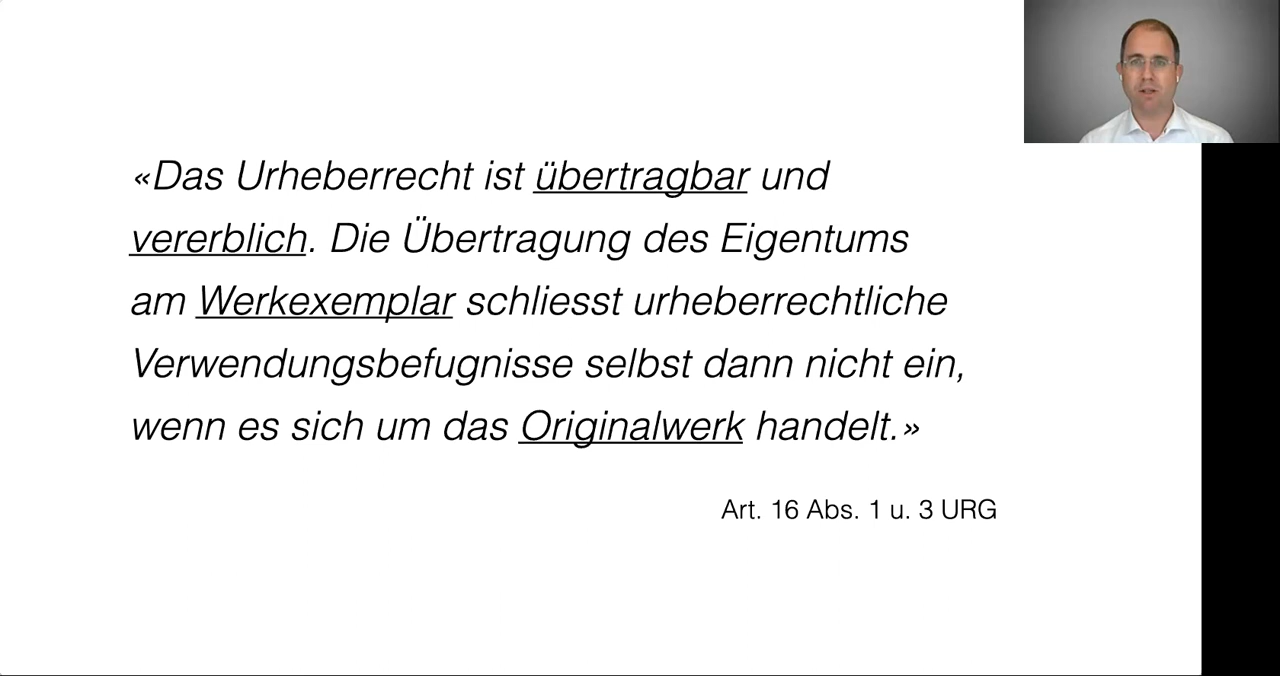 «Das Urheberrecht ist übertragbar und
vererblich. Die Übertragung des Eigentums
am Werkexemplar schliesst urheberrechtliche
Verwendungsbefugnisse selbst dann nicht ein,
wenn es sich um das Originalwerk handelt.»
Art. 16 Abs. 1 u. 3 URG